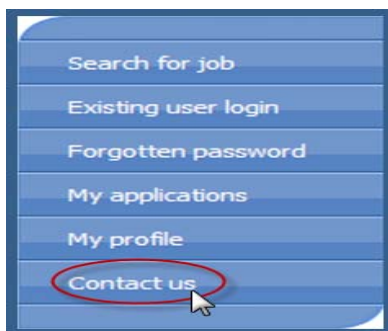 Search for job
Existing user login
Forgotten password
My applications
My profile
Contact us